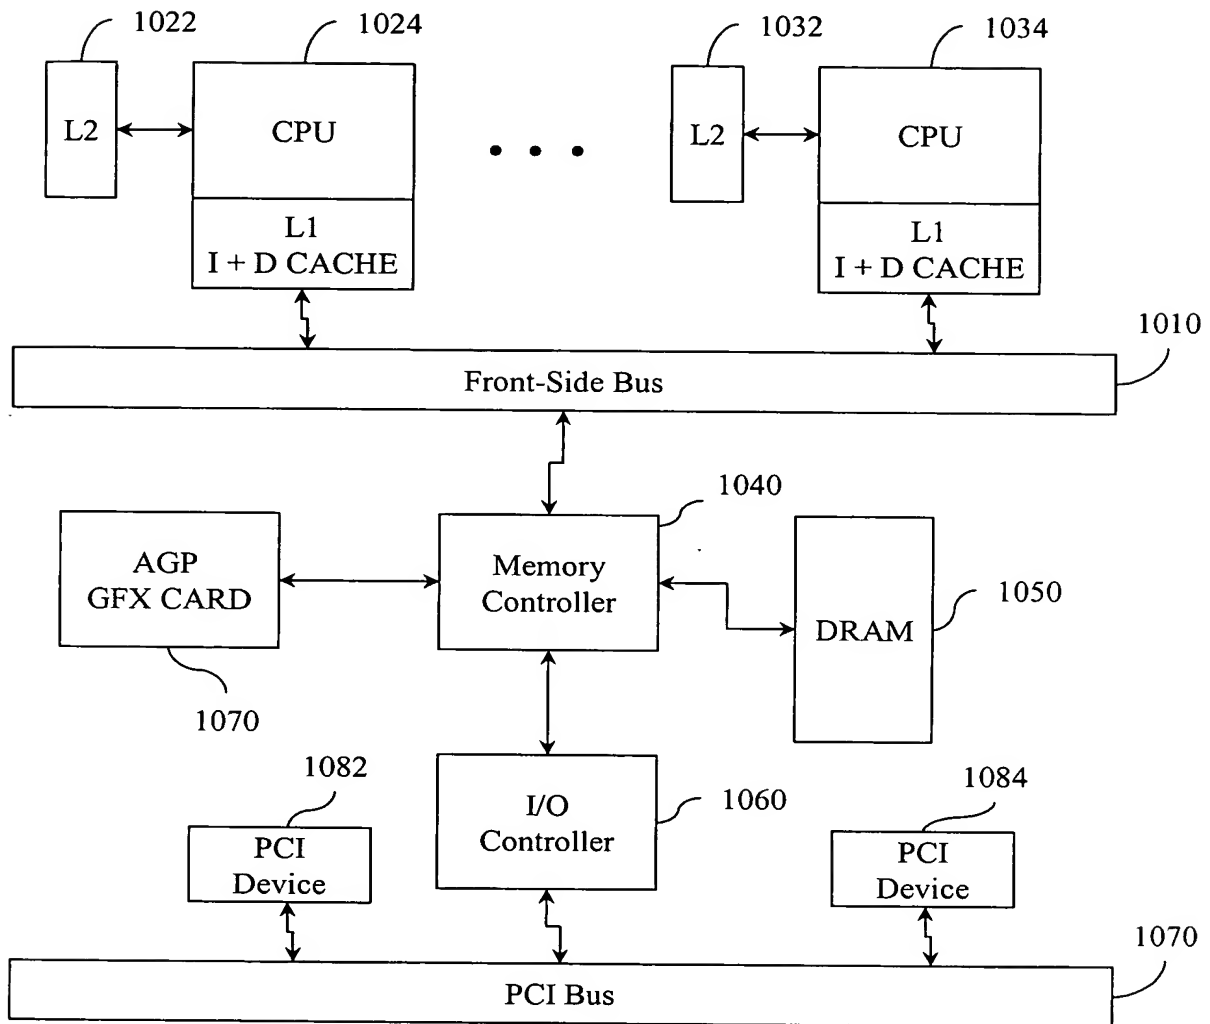 1022
1024
1032
1034
L2
CPU
L2
CPU
L1
I + D CACHE
L1
I + D CACHE
1010
Front-Side Bus
1040
AGP
GFX CARD
Memory
Controller
DRAM
1050
1070
1082
I/O
Controller
1060
1084
PCI
Device
PCI
Device
1070
PCI Bus